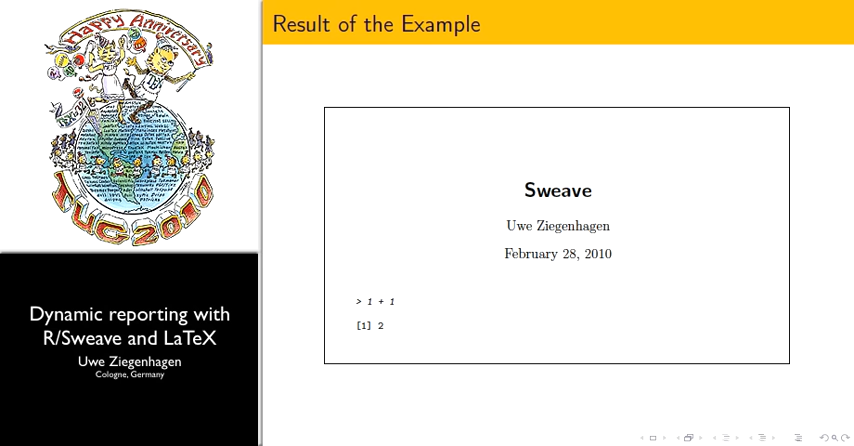 Happy Anniversary
TUG 2010
Dynamic reporting with
R/Sweave and LaTeX
Uwe Ziegenhagen
Cologne, Germany
Result of the Example
Sweave
Uwe Ziegenhagen
February 28, 2010
> 1 + 1
[1] 2